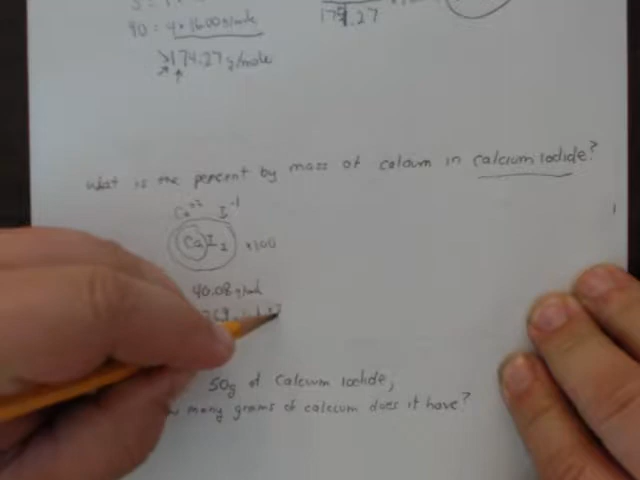 179.27
90 = 4 × 16.00 g/mole
174.27 g/mole
What is the percent by mass of calcium in calcium iodide?
Ca+2 I-1
CaI2 × 100
40.08 g/mole
50g of Calcium Iodide,
many grams of calcium does it have?